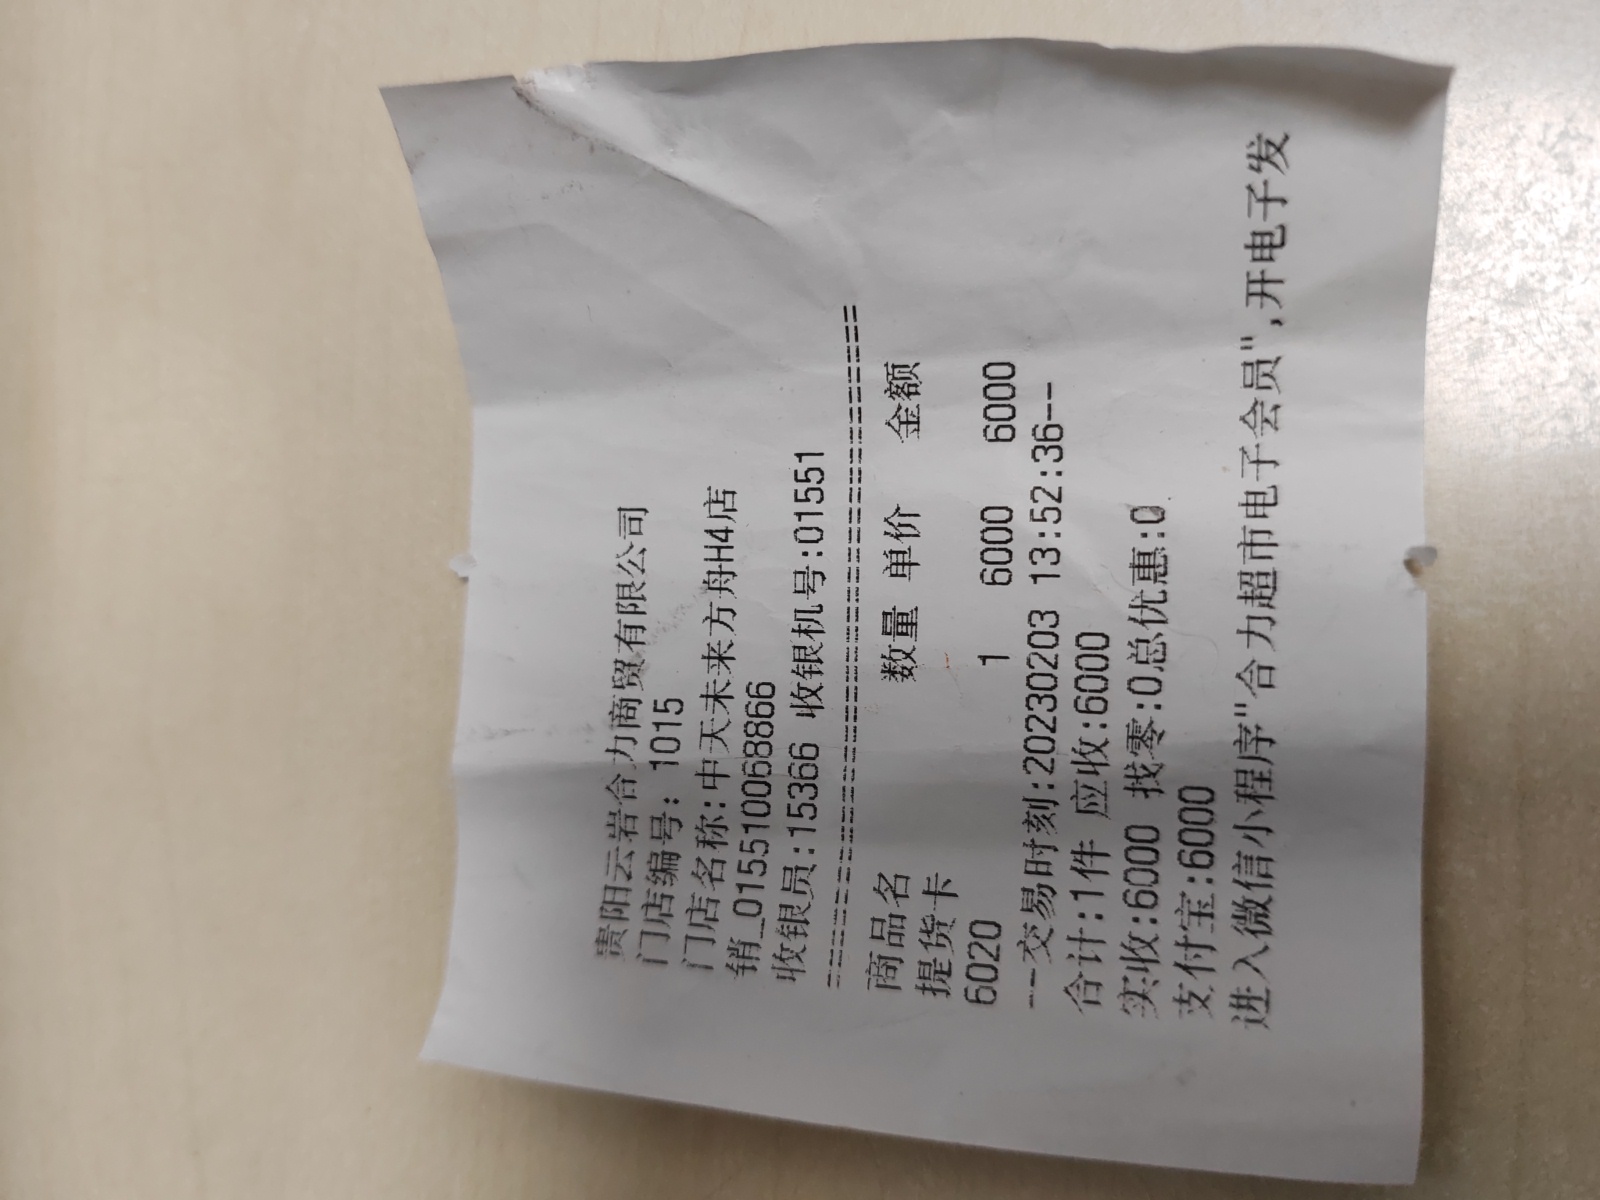 贵阳云岩合力商贸有限公司
门店编号: 1015
门店名称:中天未来方舟H4店
销_01551006886​6
收银员:15366 收银机号:01551
================================
商品名 数量 单价 金额
提货卡
6020 1 6000 6000
--交易时刻:20230203 13:52:36--
合计:1件 应收:6000
实收:6000 找零:0总优惠:0
支付宝:6000
进入微信小程序"合力超市电子会员",开电子发